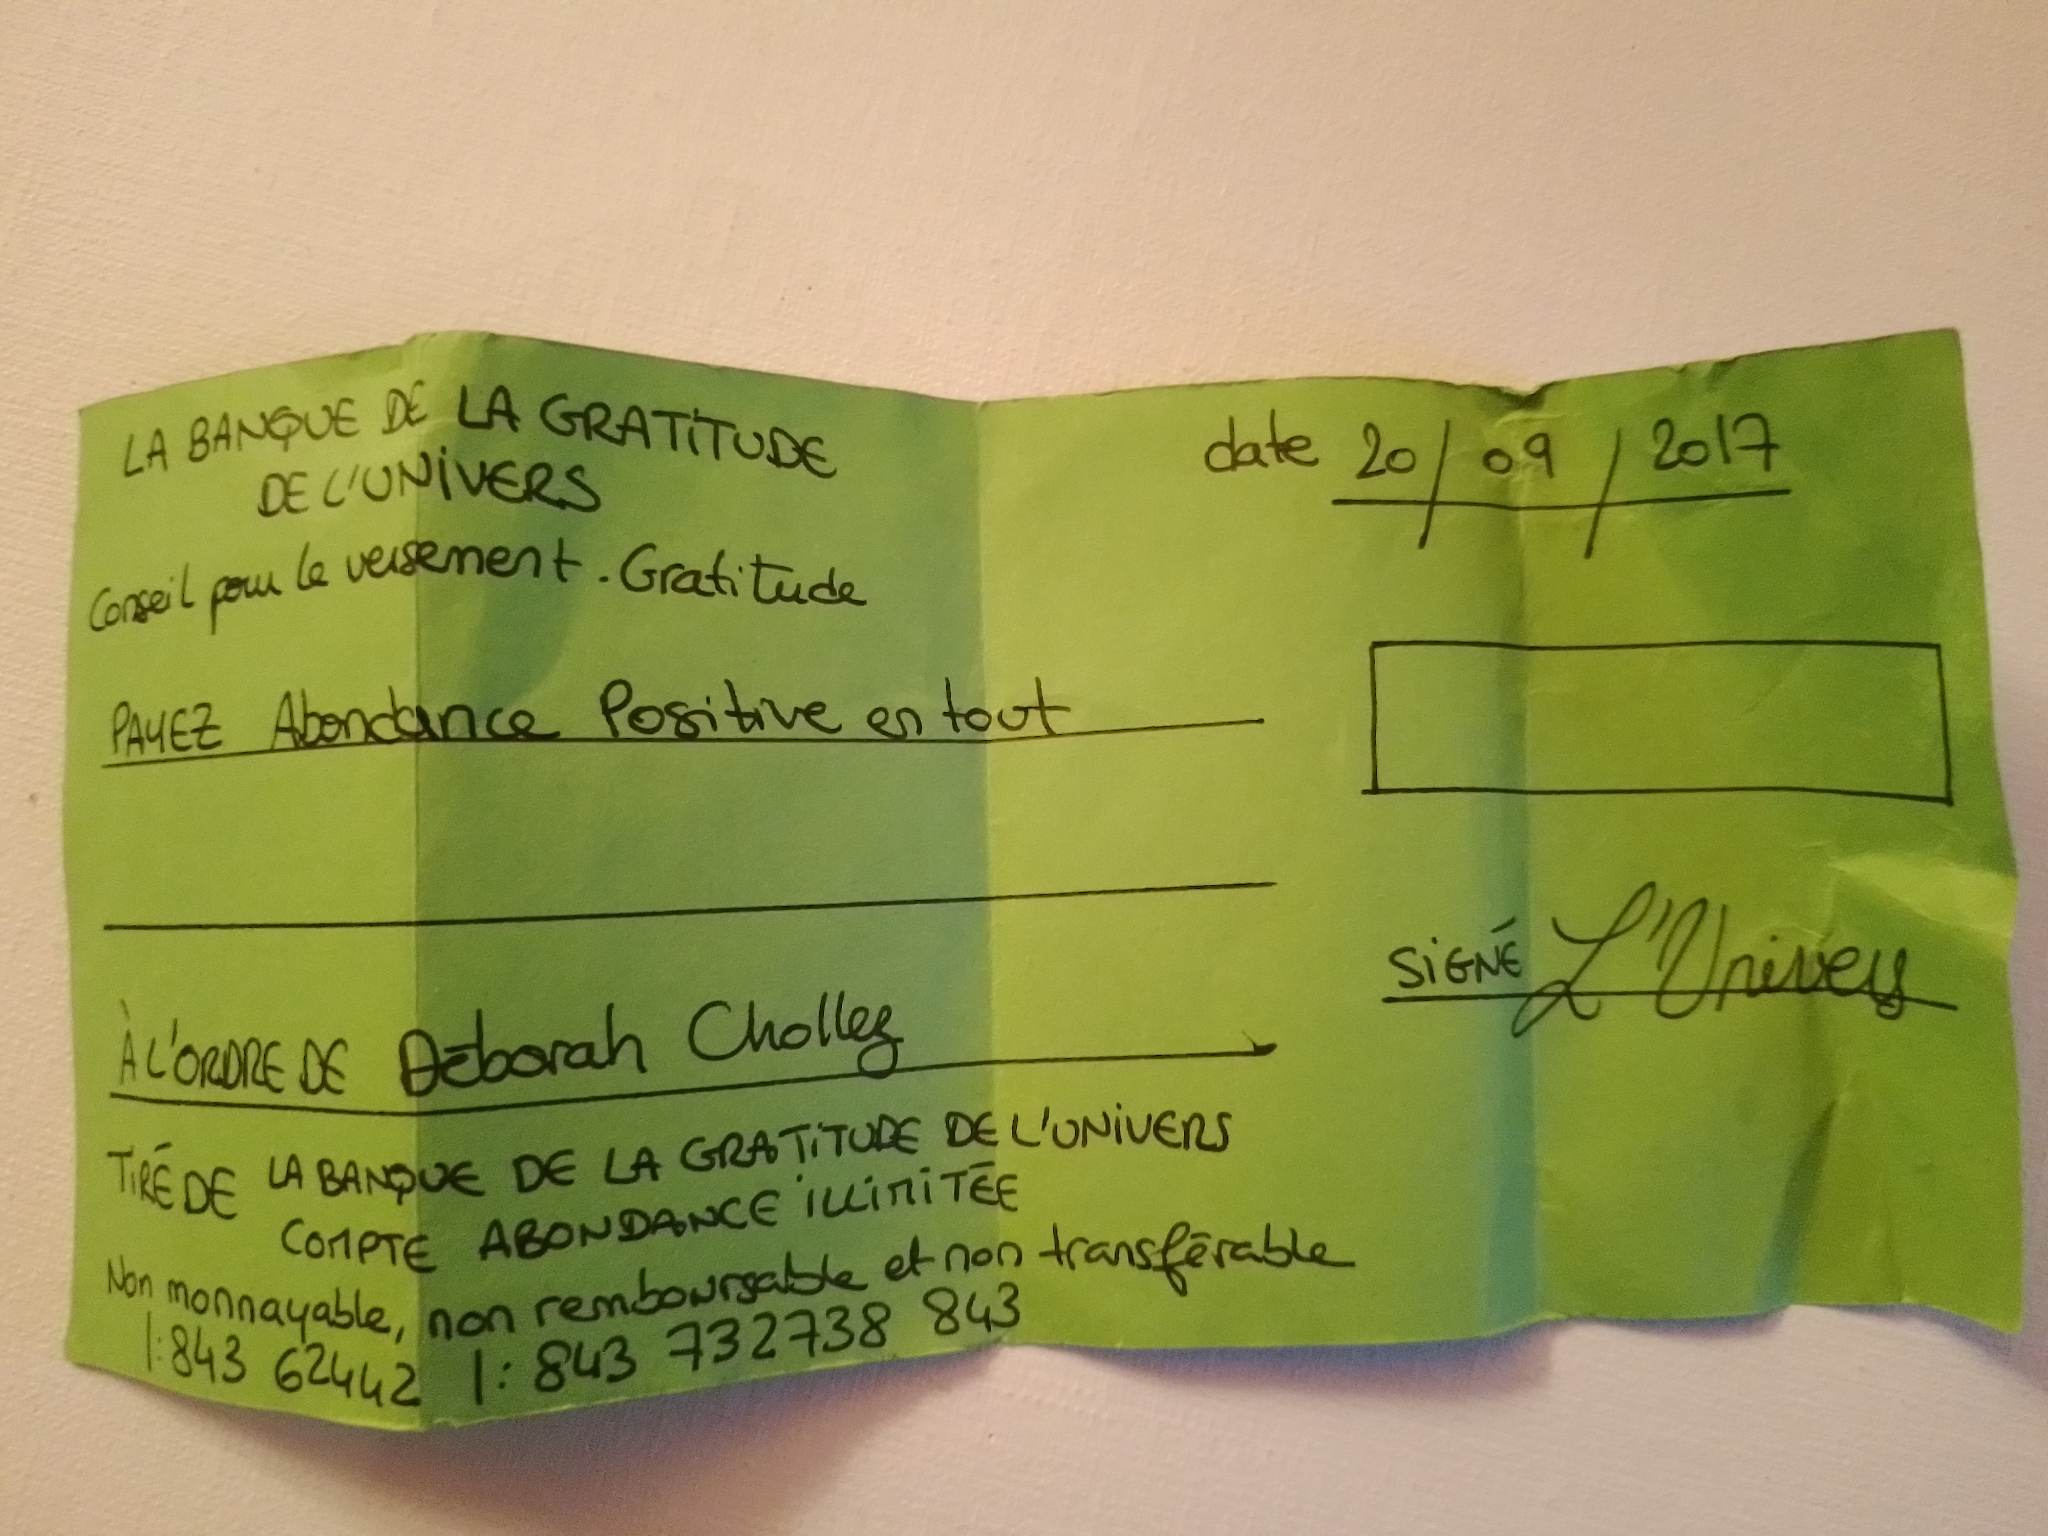 LA BANQUE DE LA GRATITUDE
DE L'UNIVERS
date 20/09/2017
Conseil pour le versement. Gratitude
PAYEZ Abondance Positive en tout
SIGNÉ L'Univers
À L'ORDRE DE Déborah Chollez
TIRÉ DE LA BANQUE DE LA GRATITUDE DE L'UNIVERS
COMPTE ABONDANCE ILLIMITÉE
Non monnayable, non remboursable et non transférable
1:843 62442 1:843 732738 843